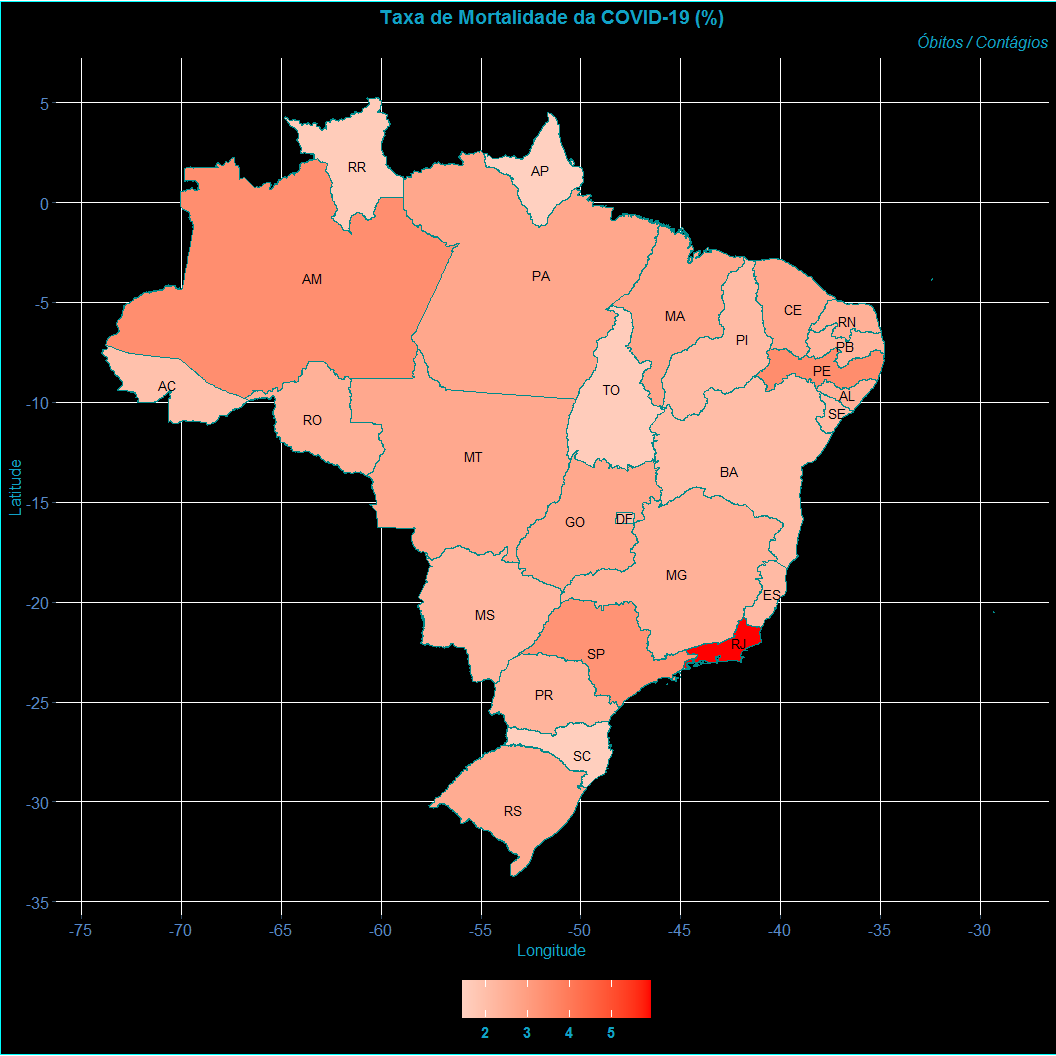 Taxa de Mortalidade da COVID-19 (%)
Óbitos / Contágios
5
0
-5
-10
-15
-20
-25
-30
-35
Latitude
RR
AP
AM
PA
MA
CE
RN
PI
PB
PE
AC
TO
AL
SE
RO
MT
BA
GO
DF
MG
ES
MS
RJ
SP
PR
SC
RS
-75 -70 -65 -60 -55 -50 -45 -40 -35 -30
Longitude
2 3 4 5